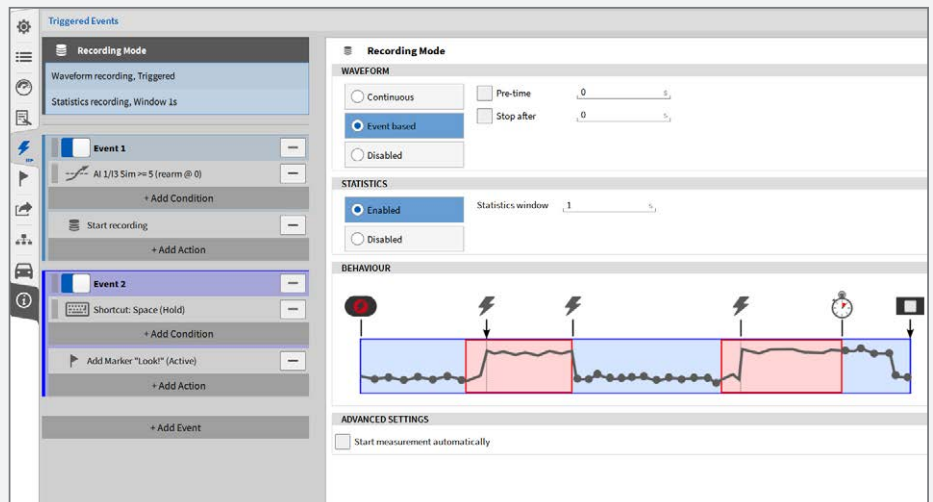 Triggered Events
Recording Mode
Waveform recording, Triggered
Statistics recording, Window 1s
Event 1
AI 1/I3 Sim >= 5 (rearm @ 0)
+ Add Condition
Start recording
+ Add Action
Event 2
Shortcut: Space (Hold)
+ Add Condition
Add Marker "Look!" (Active)
+ Add Action
+ Add Event
Recording Mode
WAVEFORM
Continuous
Event based
Disabled
Pre-time 0 s
Stop after 0 s
STATISTICS
Enabled
Disabled
Statistics window 1 s
BEHAVIOUR
ADVANCED SETTINGS
Start measurement automatically